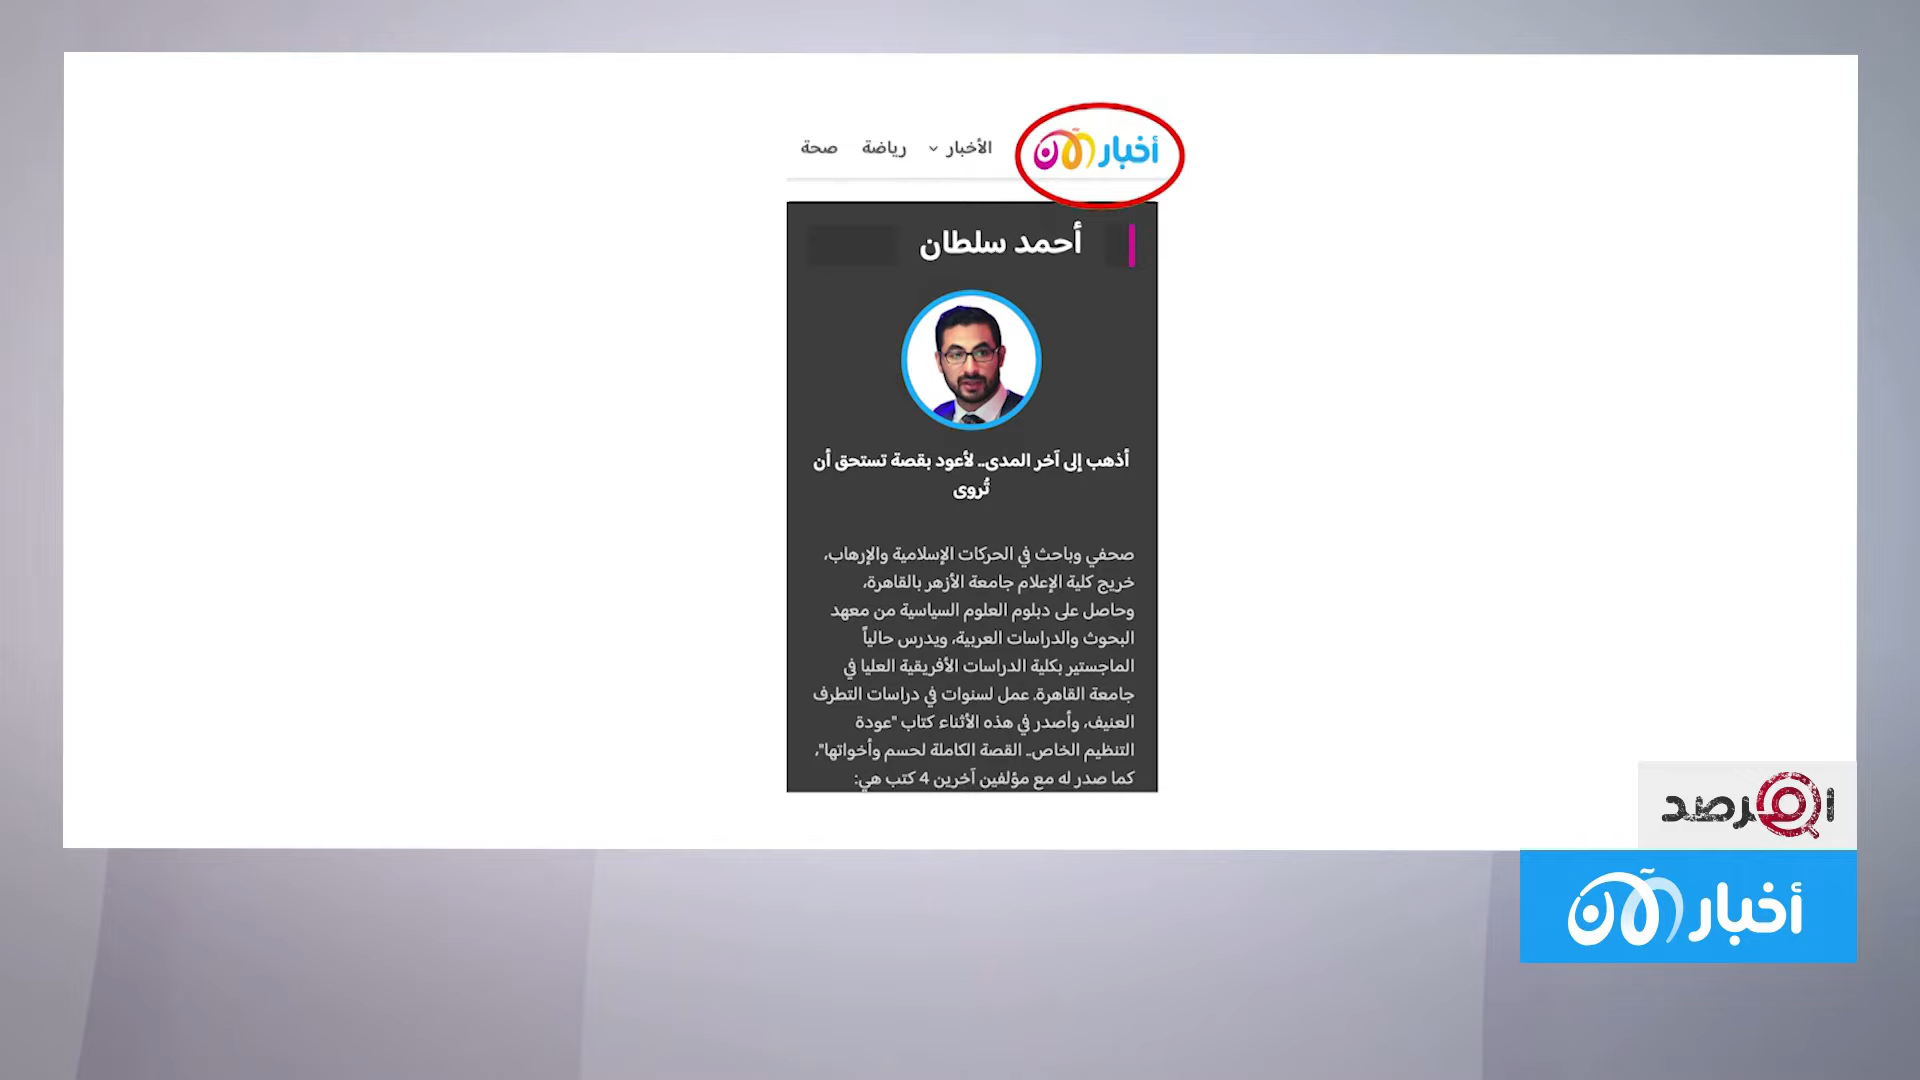 أخبار الآن
الأخبار رياضة صحة
أحمد سلطان
أذهب إلى آخر المدى.. لأعود بقصة تستحق أن
تُروى
صحفي وباحث في الحركات الإسلامية والإرهاب،
خريج كلية الإعلام جامعة الأزهر بالقاهرة،
وحاصل على دبلوم العلوم السياسية من معهد
البحوث والدراسات العربية، ويدرس حالياً
الماجستير بكلية الدراسات الأفريقية العليا في
جامعة القاهرة. عمل لسنوات في دراسات التطرف
العنيف، وأصدر في هذه الأثناء كتاب "عودة
التنظيم الخاص.. القصة الكاملة لحسم وأخواتها"،
كما صدر له مع مؤلفين آخرين 4 كتب هي:
المرصد
أخبار الآن